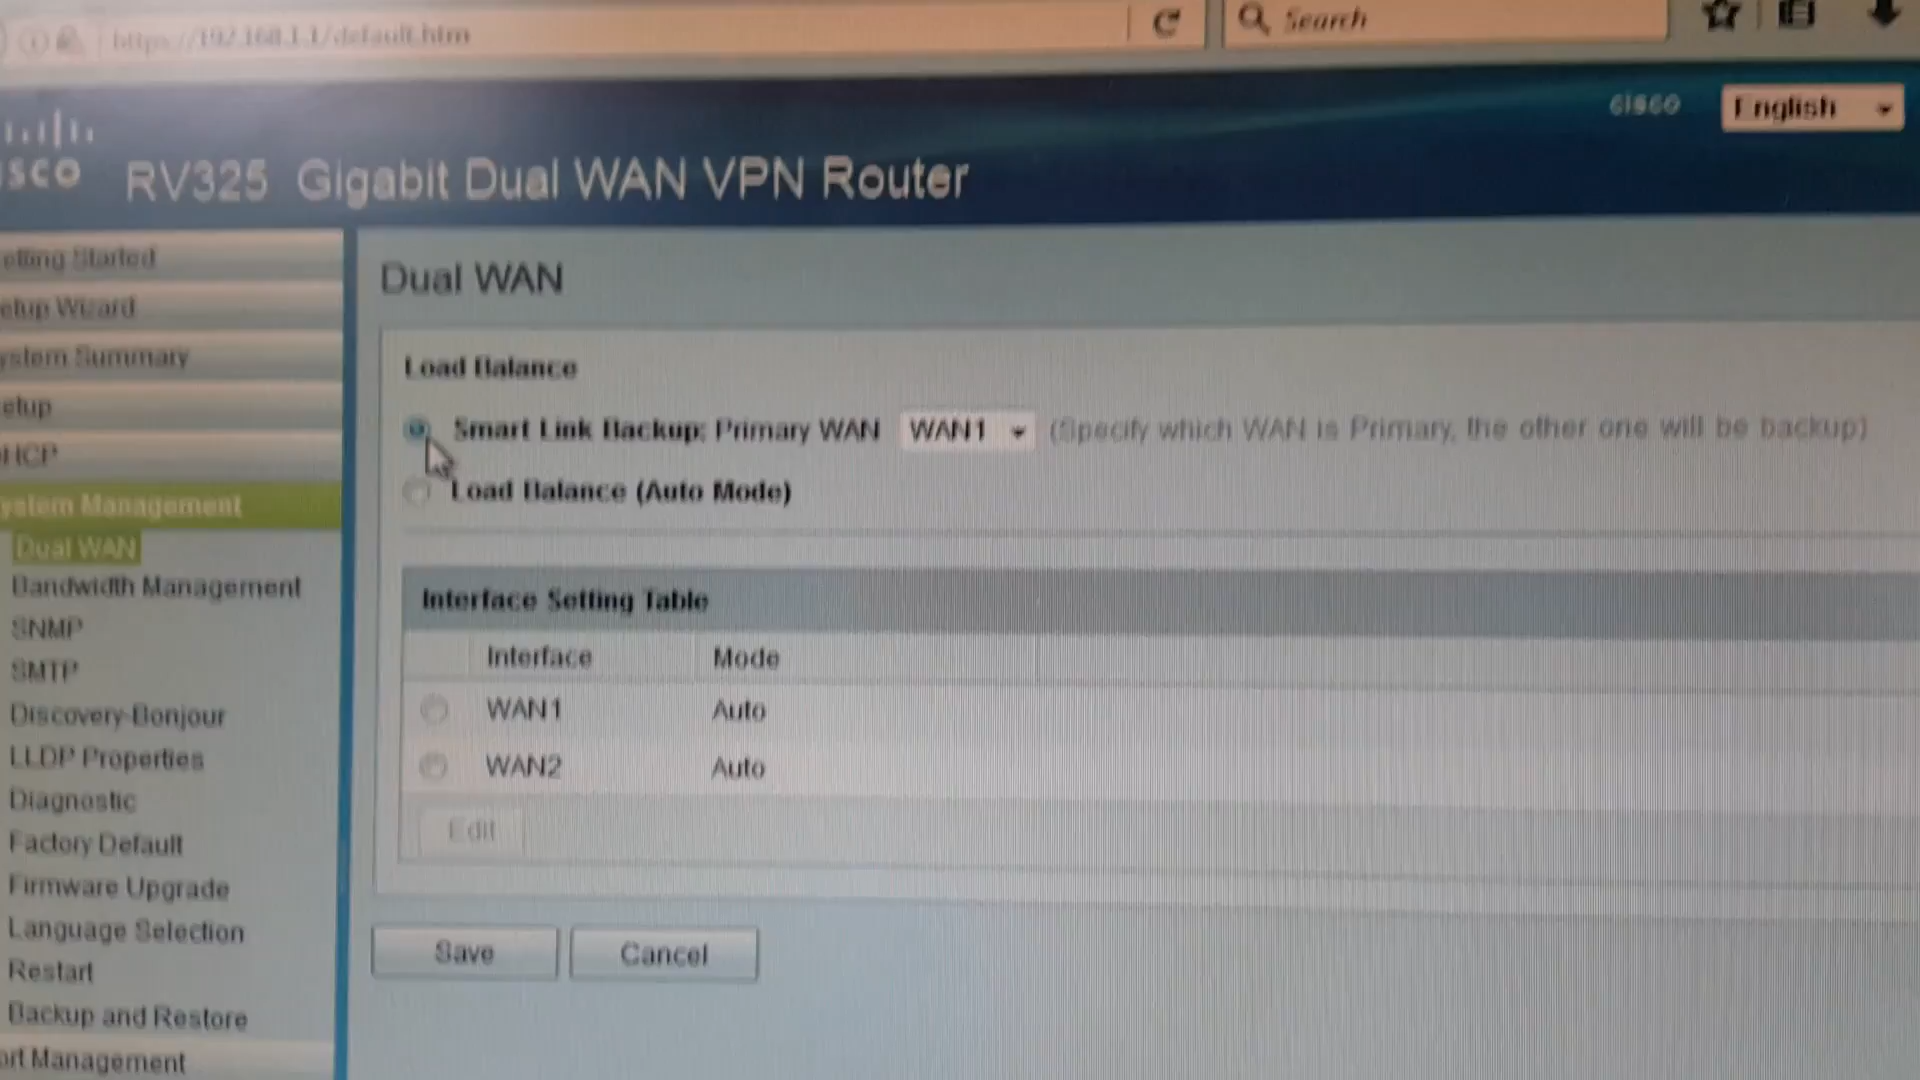 https://192.168.1.1/default.htm
Search
cisco
English
isco
RV325 Gigabit Dual WAN VPN Router
etting Started
etup Wizard
ystem Summary
etup
HCP
ystem Management
Dual WAN
Bandwidth Management
SNMP
SMTP
Discovery-Bonjour
LLDP Properties
Diagnostic
Factory Default
Firmware Upgrade
Language Selection
Restart
Backup and Restore
ort Management
Dual WAN
Load Balance
Smart Link Backup: Primary WAN WAN1 (Specify which WAN is Primary, the other one will be backup)
Load Balance (Auto Mode)
Interface Setting Table
Interface Mode
WAN1 Auto
WAN2 Auto
Edit
Save Cancel